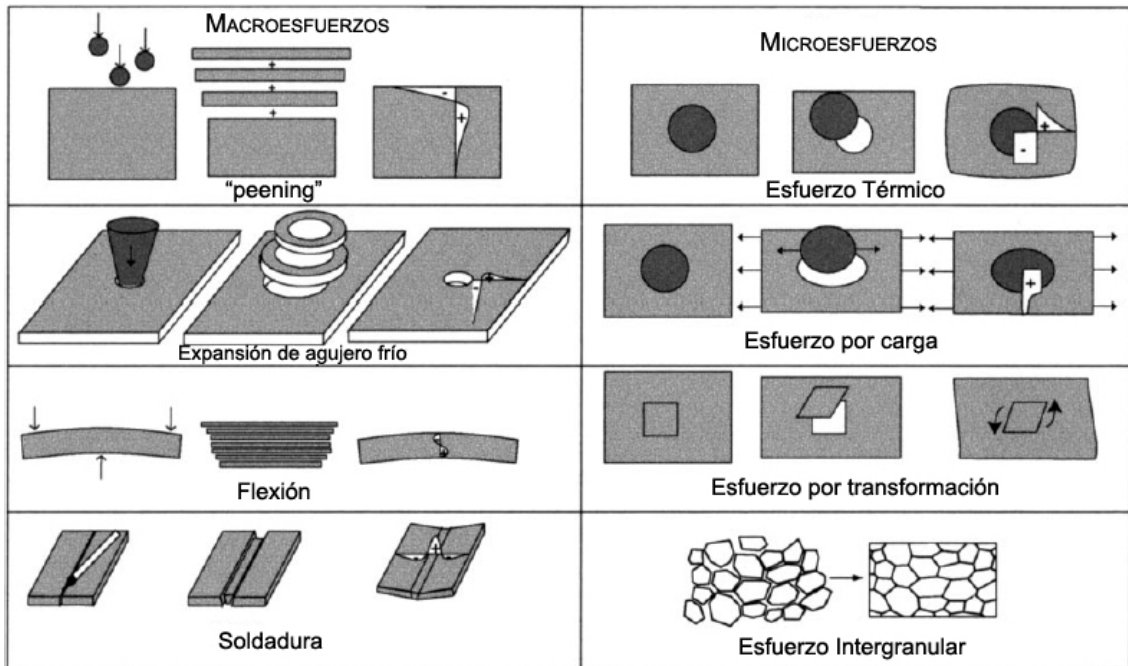 MACROESFUERZOS
MICROESFUERZOS
+
+
+
-
+
"peening"
+
-
Esfuerzo Térmico
+
-
Expansión de agujero frío
+
Esfuerzo por carga
Flexión
Esfuerzo por transformación
+
-
-
Soldadura
Esfuerzo Intergranular